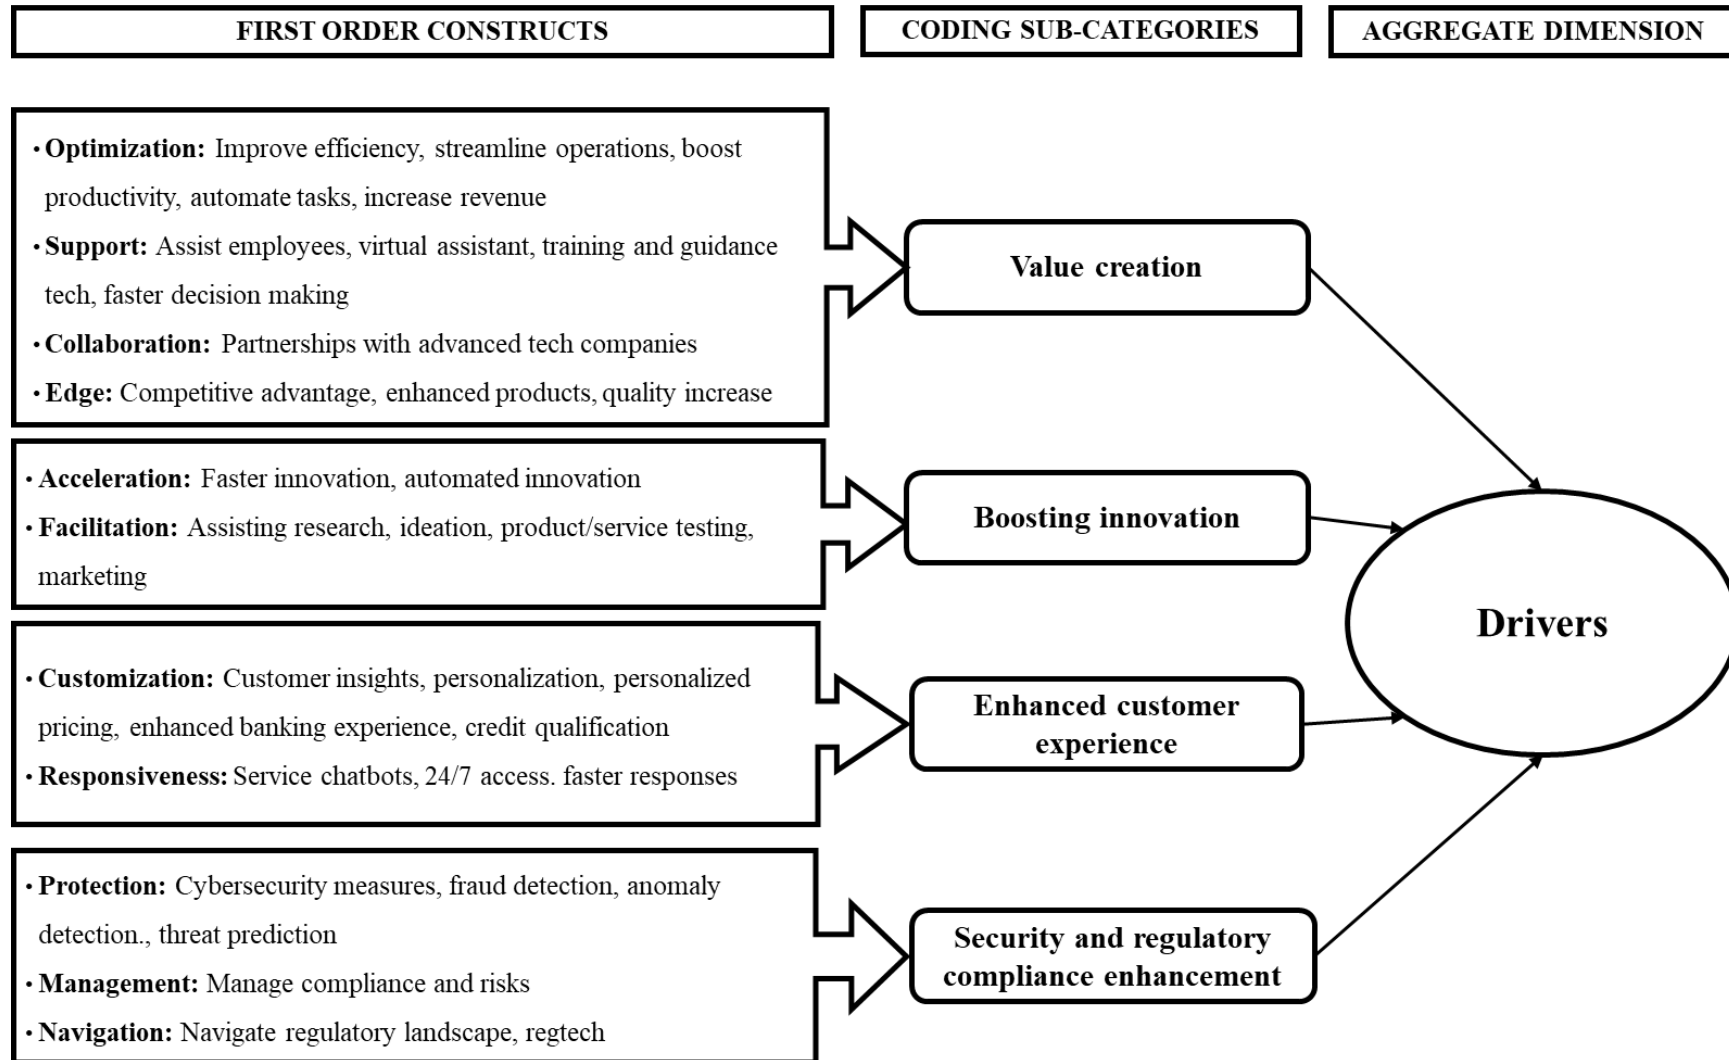 FIRST ORDER CONSTRUCTS
CODING SUB-CATEGORIES
AGGREGATE DIMENSION
• Optimization: Improve efficiency, streamline operations, boost
productivity, automate tasks, increase revenue
• Support: Assist employees, virtual assistant, training and guidance
tech, faster decision making
• Collaboration: Partnerships with advanced tech companies
• Edge: Competitive advantage, enhanced products, quality increase
Value creation
• Acceleration: Faster innovation, automated innovation
• Facilitation: Assisting research, ideation, product/service testing,
marketing
Boosting innovation
• Customization: Customer insights, personalization, personalized
pricing, enhanced banking experience, credit qualification
• Responsiveness: Service chatbots, 24/7 access. faster responses
Enhanced customer
experience
• Protection: Cybersecurity measures, fraud detection, anomaly
detection., threat prediction
• Management: Manage compliance and risks
• Navigation: Navigate regulatory landscape, regtech
Security and regulatory
compliance enhancement
Drivers